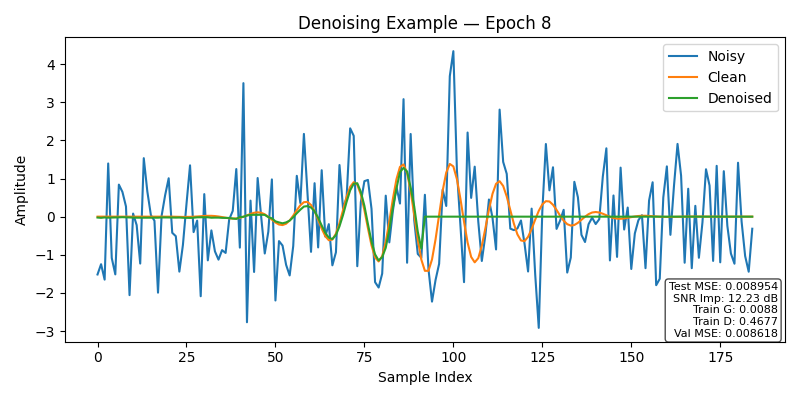 Denoising Example — Epoch 8
Noisy
Clean
Denoised
Amplitude
4
3
2
1
0
−1
−2
−3
Test MSE: 0.008954
SNR Imp: 12.23 dB
Train G: 0.0088
Train D: 0.4677
Val MSE: 0.008618
0 25 50 75 100 125 150 175
Sample Index